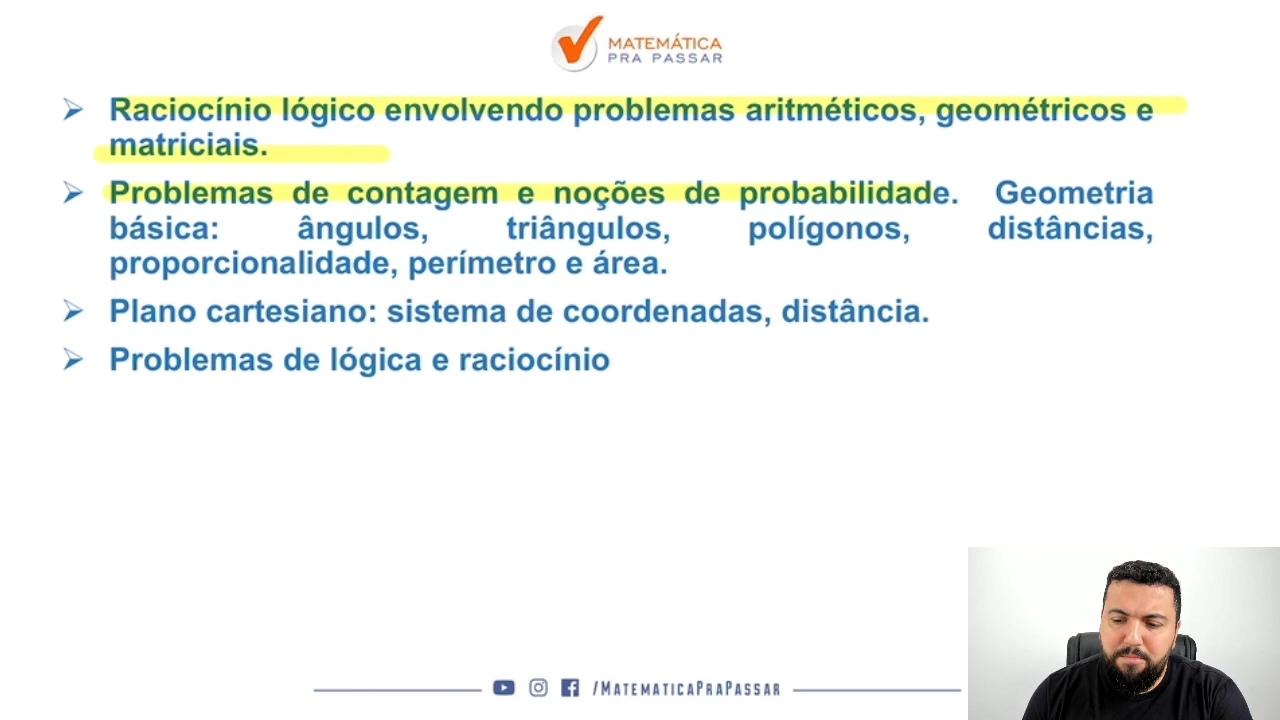 MATEMÁTICA
PRA PASSAR
Raciocínio lógico envolvendo problemas aritméticos, geométricos e
matriciais.
Problemas de contagem e noções de probabilidade. Geometria
básica: ângulos, triângulos, polígonos, distâncias,
proporcionalidade, perímetro e área.
Plano cartesiano: sistema de coordenadas, distância.
Problemas de lógica e raciocínio
/MATEMATICAPRAPASSAR